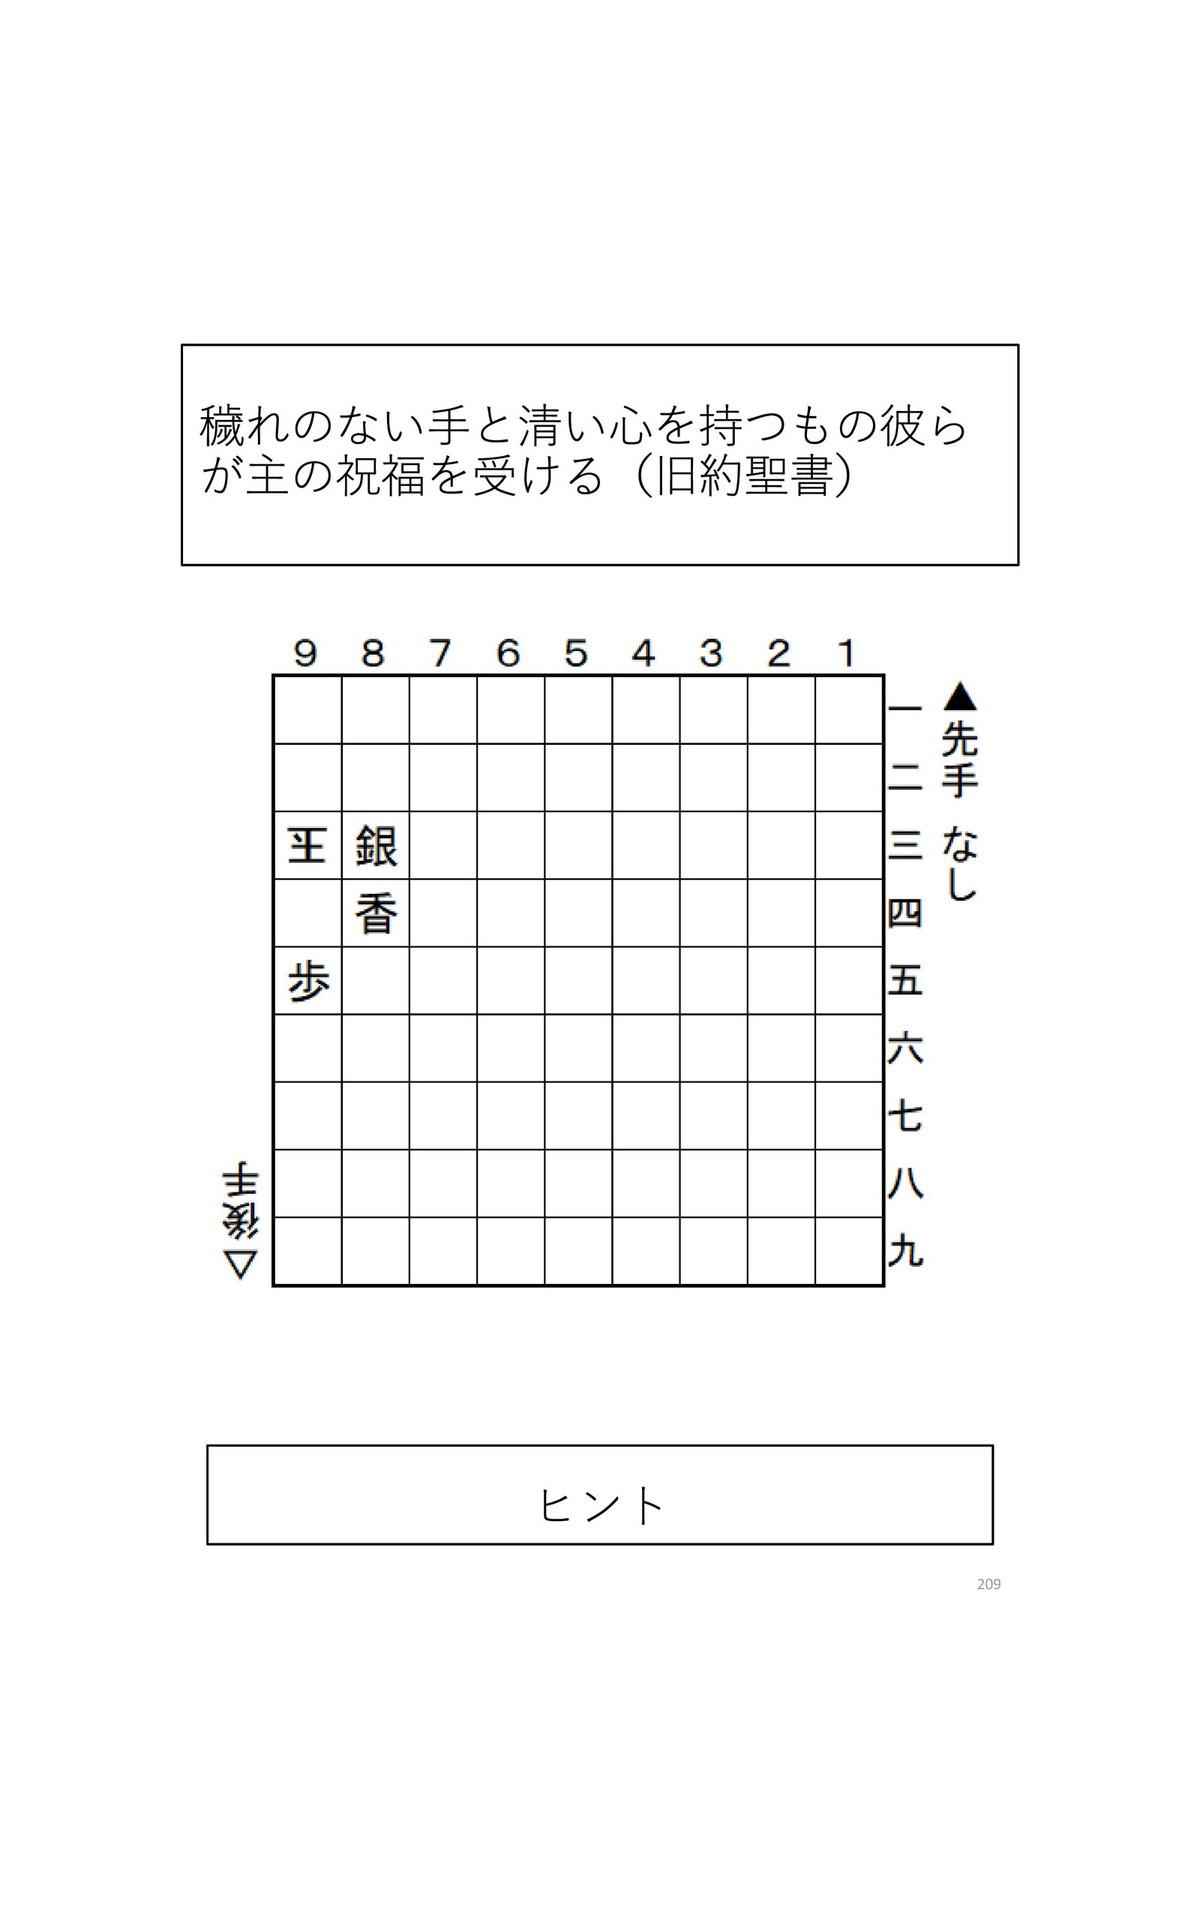 穢れのない手と清い心を持つもの彼ら
が主の祝福を受ける（旧約聖書）
9 8 7 6 5 4 3 2 1
▲先手 なし
一
二
王 銀 三
香 四
歩 五
六
七
八
九
△後手
ヒント
209